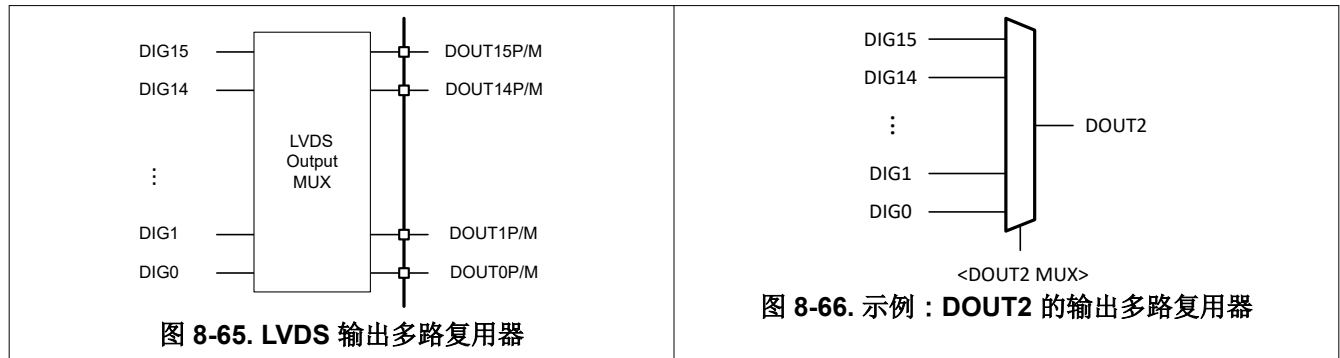 DIG15
DOUT15P/M
DIG14
DOUT14P/M
LVDS
Output
MUX
⋮
DIG1
DOUT1P/M
DIG0
DOUT0P/M
图 8-65. LVDS 输出多路复用器
DIG15
DIG14
⋮
DOUT2
DIG1
DIG0
<DOUT2 MUX>
图 8-66. 示例：DOUT2 的输出多路复用器